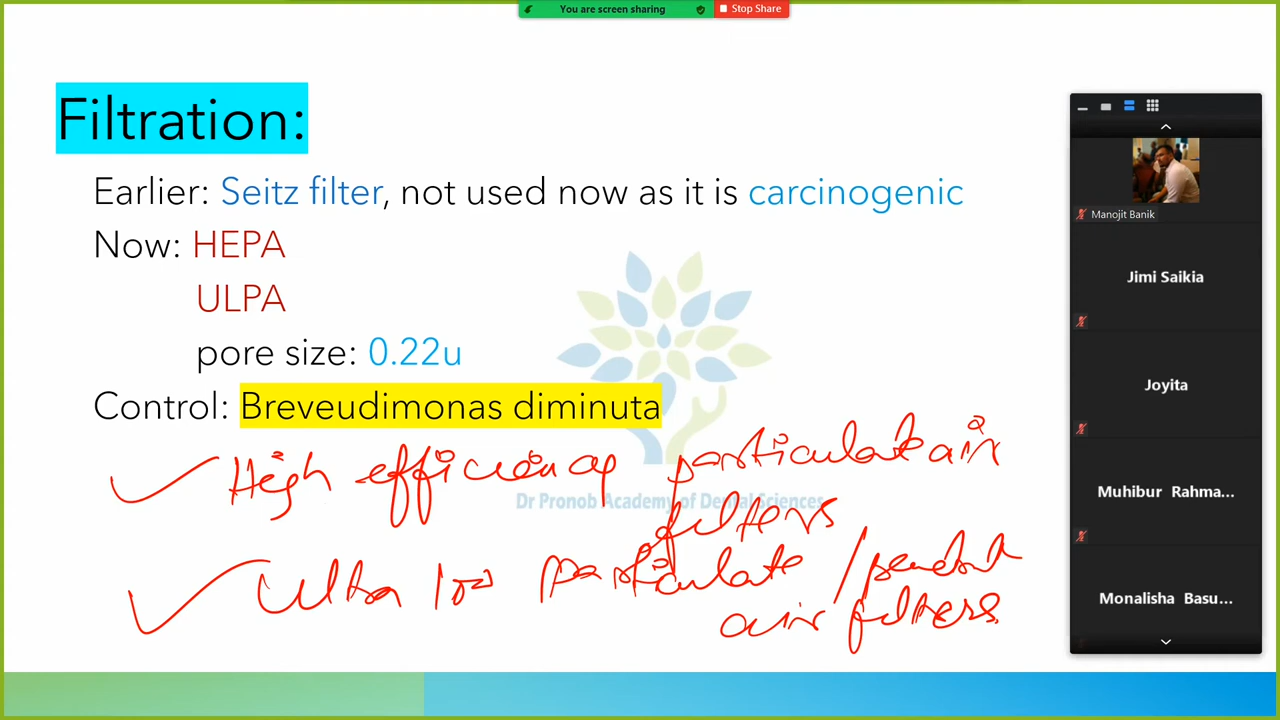 You are screen sharing
Stop Share
Filtration:
Earlier: Seitz filter, not used now as it is carcinogenic
Now: HEPA
ULPA
pore size: 0.22u
Control: Breveudimonas diminuta
High efficiency particulate air
filters
Ultra low particulate /
air filters
Dr Pronob Academy of Dental Sciences
Manojit Banik
Jimi Saikia
Joyita
Muhibur Rahma...
Monalisha Basu...